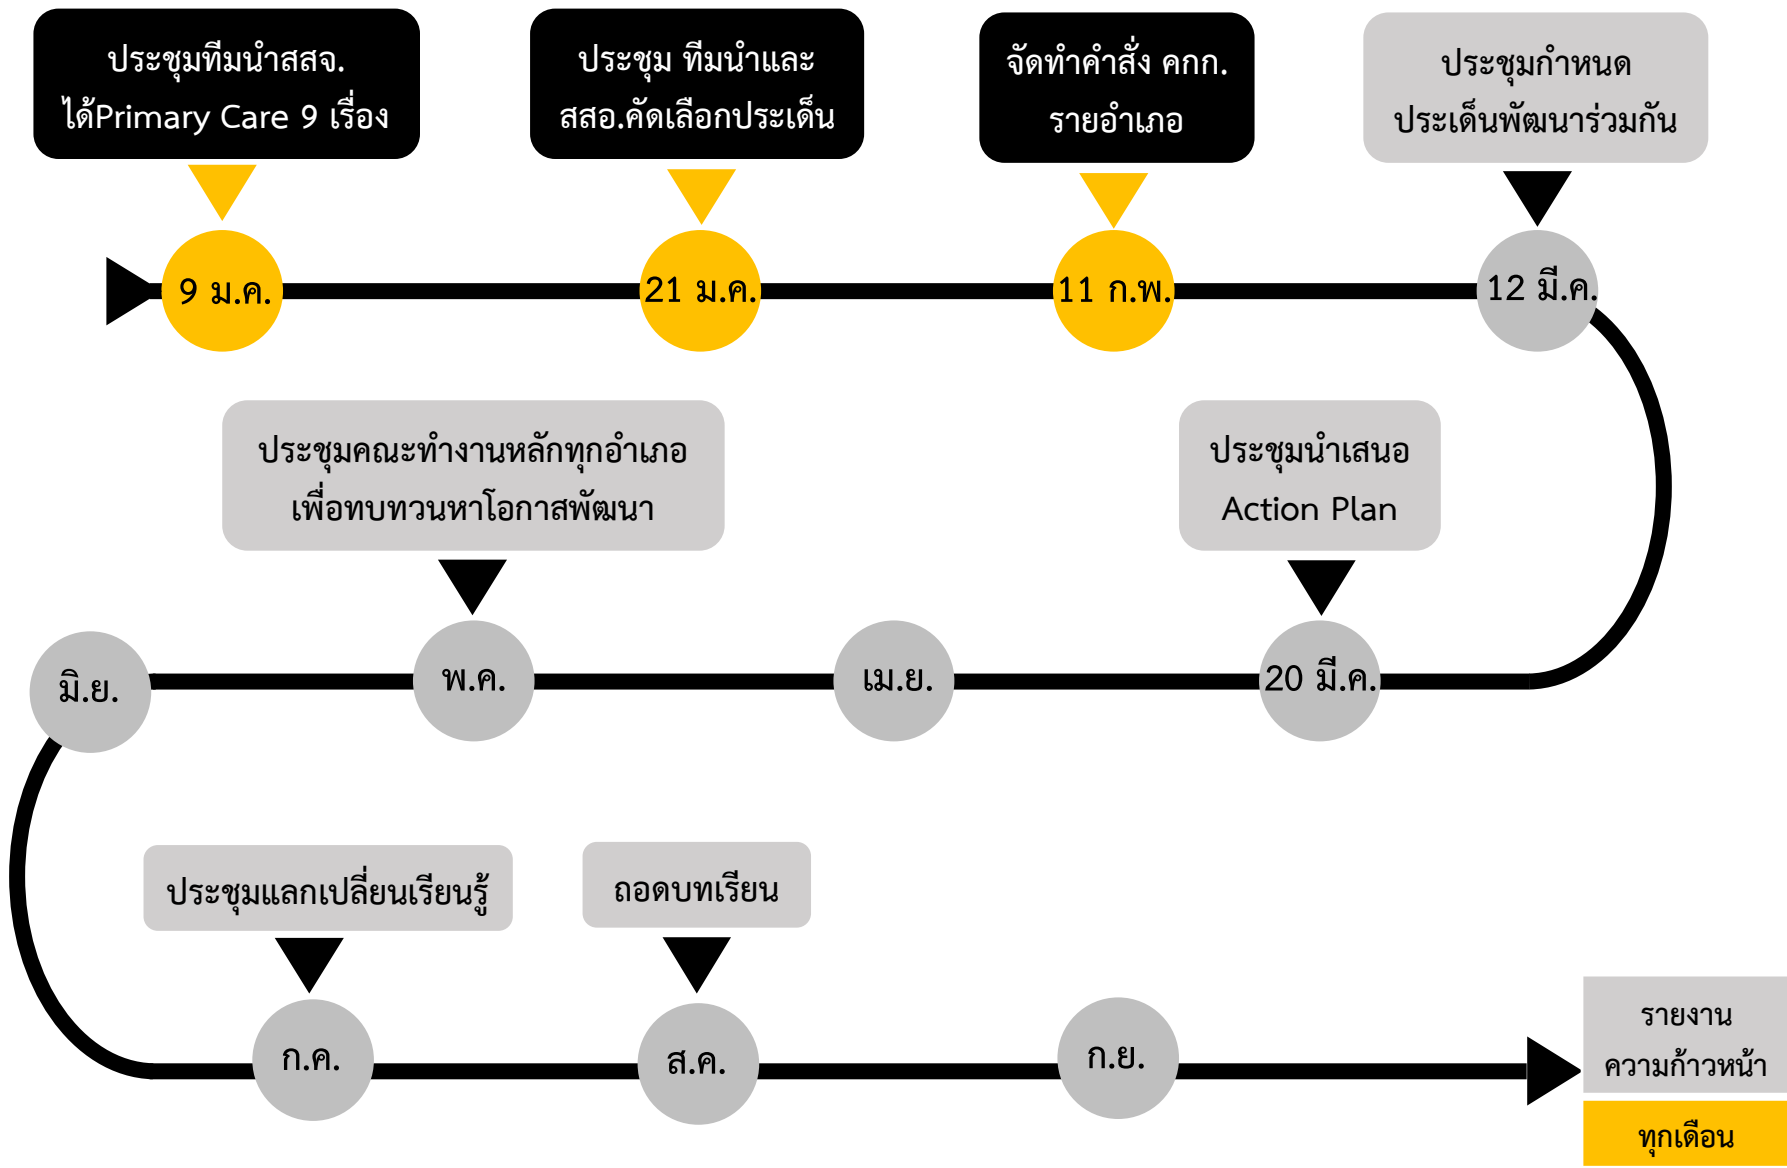 ประชุมทีมนำสสจ.
ได้Primary Care 9 เรื่อง
ประชุม ทีมนำและ
สสอ.คัดเลือกประเด็น
จัดทำคำสั่ง คกก.
รายอำเภอ
ประชุมกำหนด
ประเด็นพัฒนาร่วมกัน
9 ม.ค.
21 ม.ค.
11 ก.พ.
12 มี.ค.
ประชุมคณะทำงานหลักทุกอำเภอ
เพื่อทบทวนหาโอกาสพัฒนา
ประชุมนำเสนอ
Action Plan
มิ.ย.
พ.ค.
เม.ย.
20 มี.ค.
ประชุมแลกเปลี่ยนเรียนรู้
ถอดบทเรียน
ก.ค.
ส.ค.
ก.ย.
รายงาน
ความก้าวหน้า
ทุกเดือน